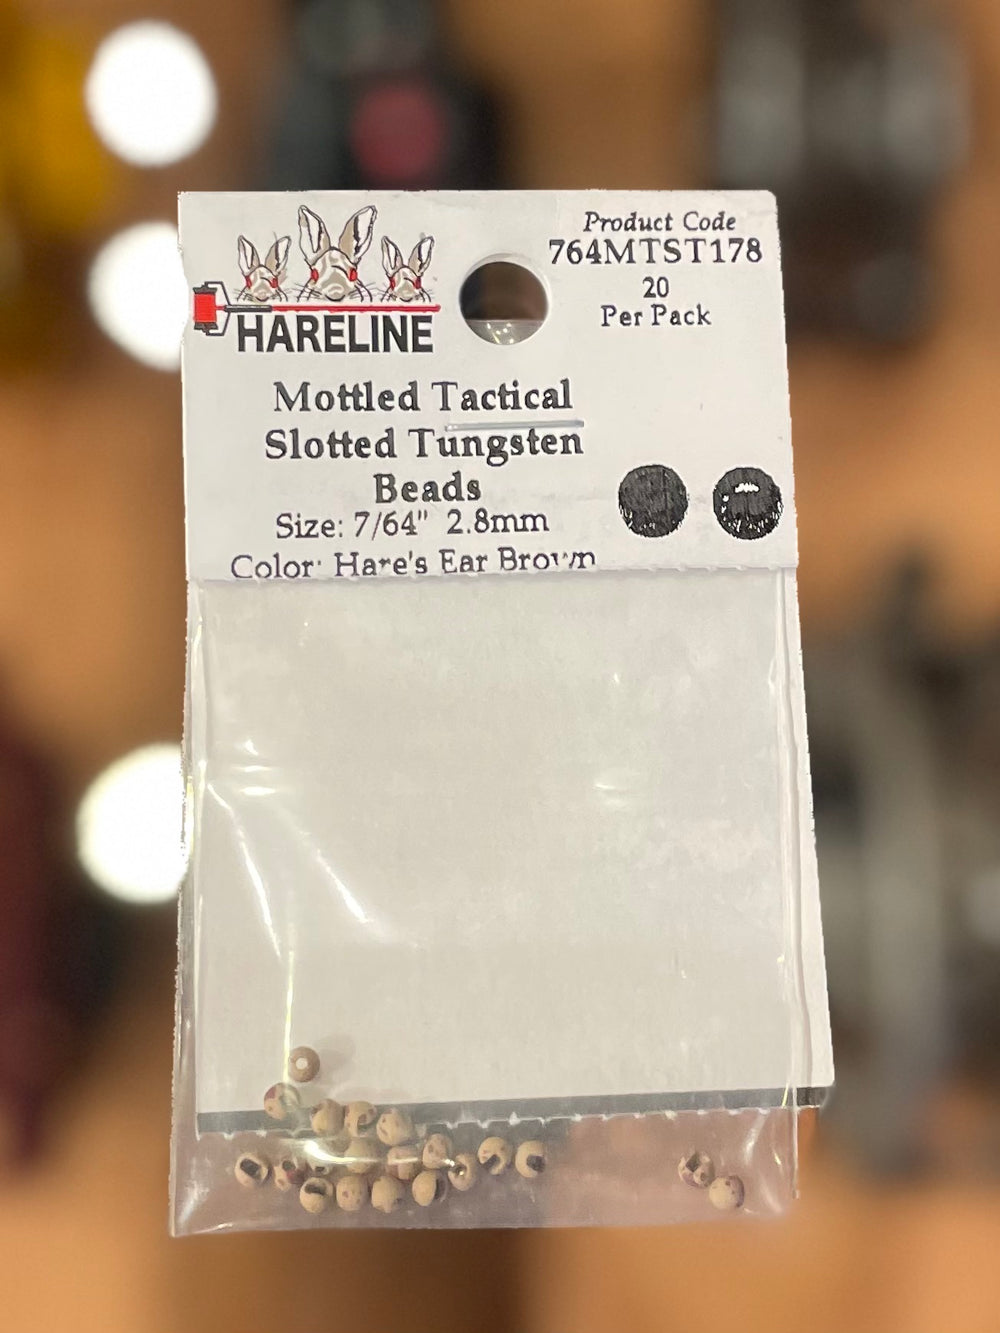 HARELINE
Product Code
764MTST178
20
Per Pack
Mottled Tactical
Slotted Tungsten
Beads
Size: 7/64" 2.8mm
Color: Hare's Ear Brown